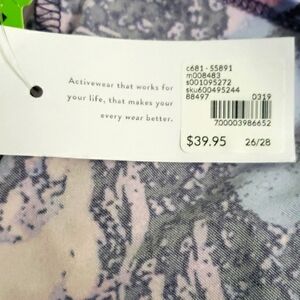 Activewear that works for
your life, that makes your
every wear better.
c681 - 55891
m008483
s001095272
sku600495244
88497 0319
700003986652
$39.95 26/28